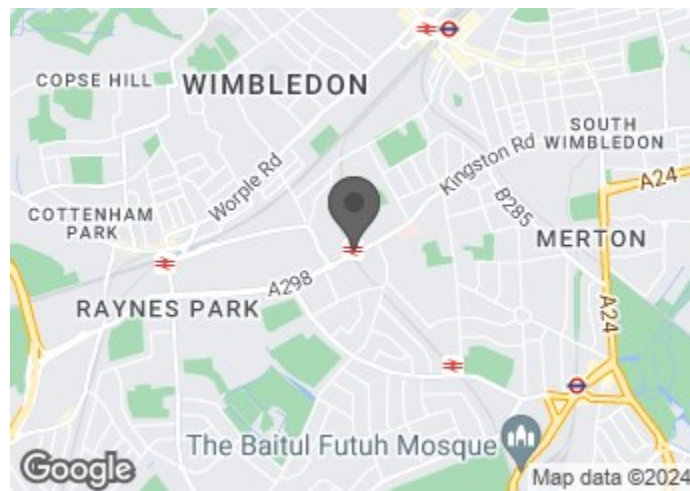 COPSE HILL
WIMBLEDON
SOUTH
WIMBLEDON
Kingston Rd
Worple Rd
A24
B285
COTTENHAM
PARK
MERTON
A298
RAYNES PARK
A24
The Baitul Futuh Mosque
Google
Map data ©2024